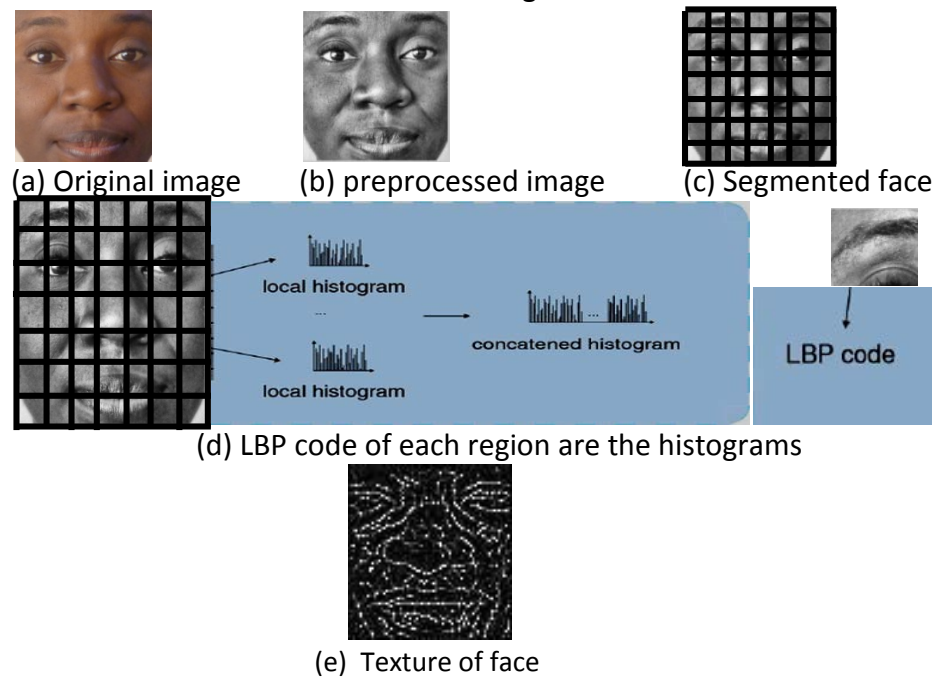 (a) Original image
(b) preprocessed image
(c) Segmented face
local histogram
...
local histogram
... 
concatened histogram
LBP code
(d) LBP code of each region are the histograms
(e) Texture of face